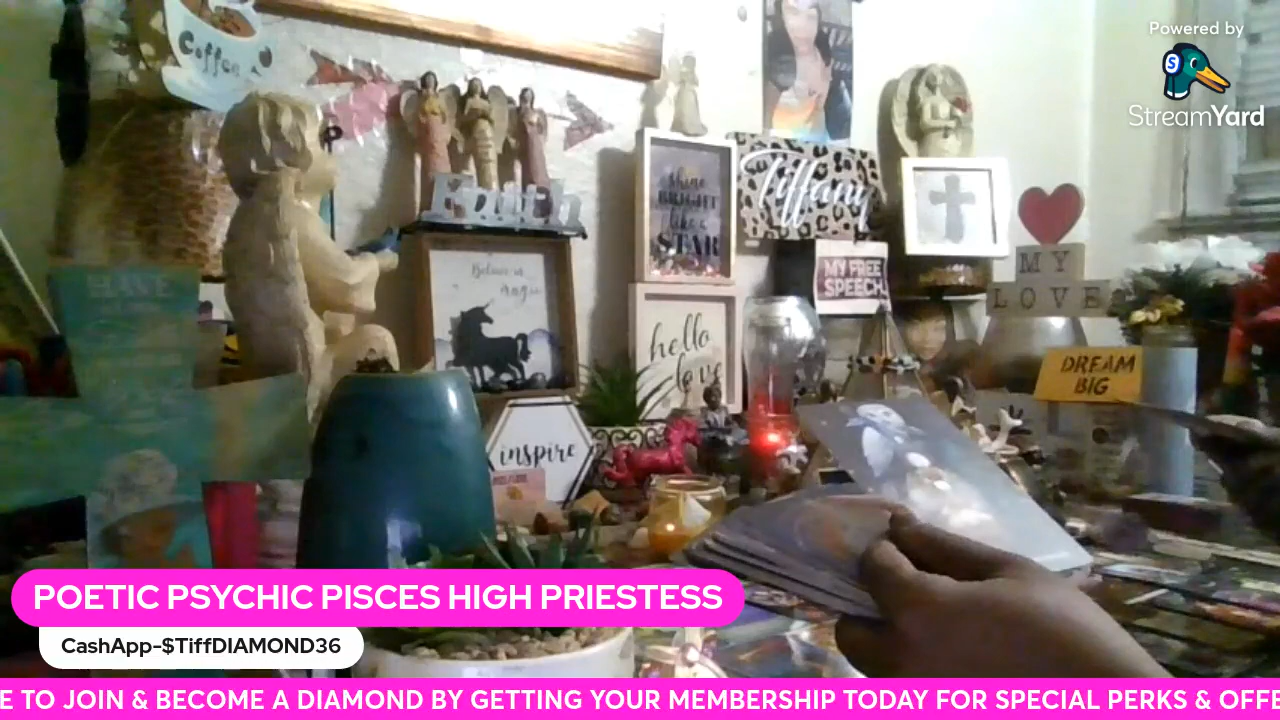 Coffee
Powered by
StreamYard
Faith
Shine
BRIGHT
like a
STAR
Tiffany
MY FREE
SPEECH
MY
LOVE
Believe in
magic
hello
love
DREAM
BIG
inspire
HAVE
POETIC PSYCHIC PISCES HIGH PRIESTESS
CashApp-$TiffDIAMOND36
E TO JOIN & BECOME A DIAMOND BY GETTING YOUR MEMBERSHIP TODAY FOR SPECIAL PERKS & OFFE